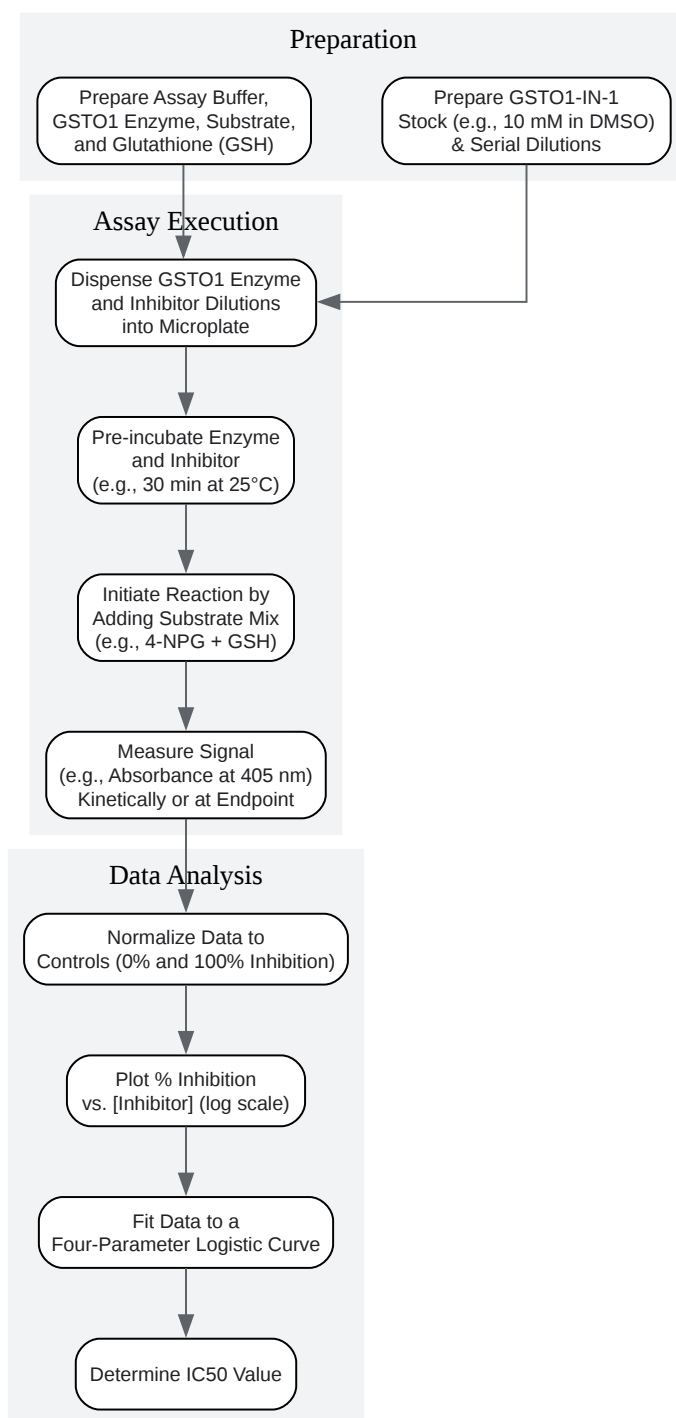 Preparation
Prepare Assay Buffer,
GSTO1 Enzyme, Substrate,
and Glutathione (GSH)
Prepare GSTO1-IN-1
Stock (e.g., 10 mM in DMSO)
& Serial Dilutions
Assay Execution
Dispense GSTO1 Enzyme
and Inhibitor Dilutions
into Microplate
Pre-incubate Enzyme
and Inhibitor
(e.g., 30 min at 25°C)
Initiate Reaction by
Adding Substrate Mix
(e.g., 4-NPG + GSH)
Measure Signal
(e.g., Absorbance at 405 nm)
Kinetically or at Endpoint
Data Analysis
Normalize Data to
Controls (0% and 100% Inhibition)
Plot % Inhibition
vs. [Inhibitor] (log scale)
Fit Data to a
Four-Parameter Logistic Curve
Determine IC50 Value